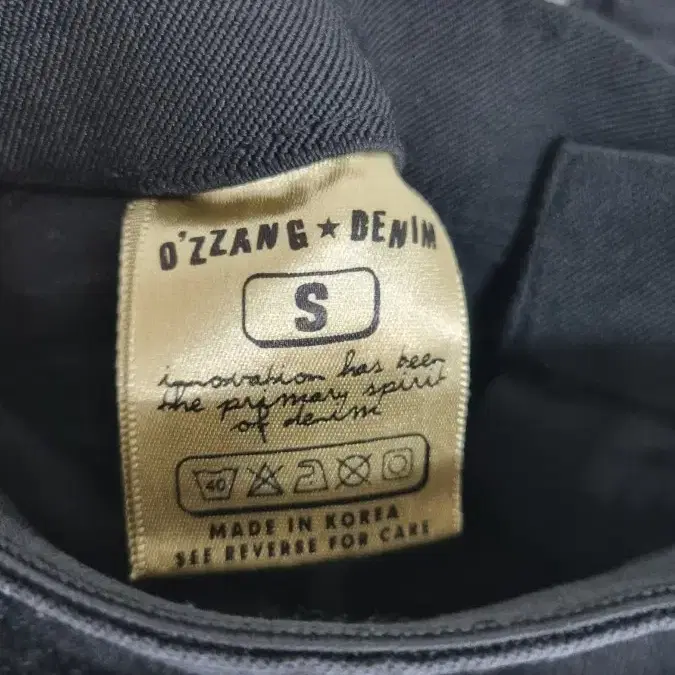 O'ZZANG★DENIM
S
innovation has been
the primary spirit
of denim
40
MADE IN KOREA
SEE REVERSE FOR CARE